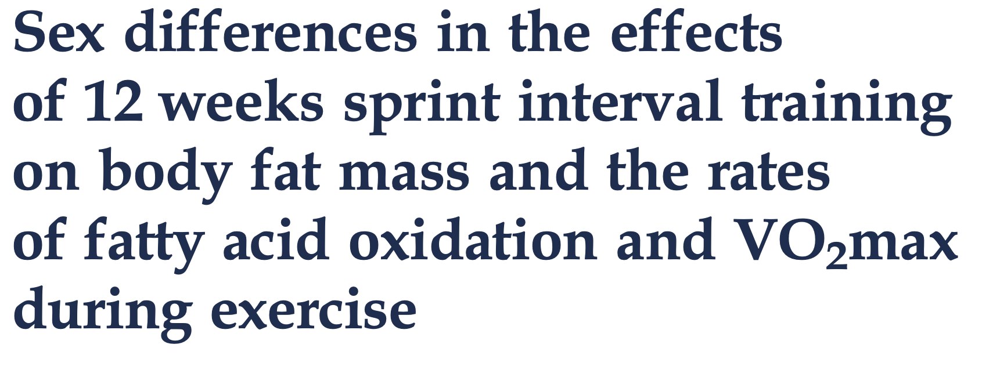 Sex differences in the effects
of 12 weeks sprint interval training
on body fat mass and the rates
of fatty acid oxidation and VO₂max
during exercise